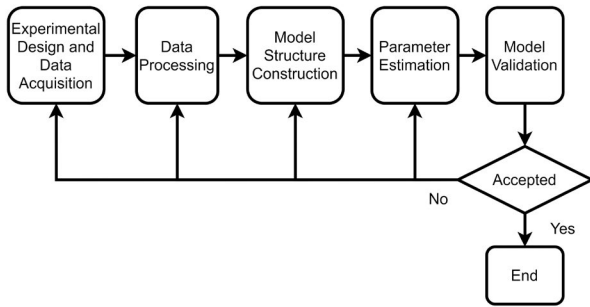 Experimental
Design and
Data
Acquisition
Data
Processing
Model
Structure
Construction
Parameter
Estimation
Model
Validation
Accepted
No
Yes
End